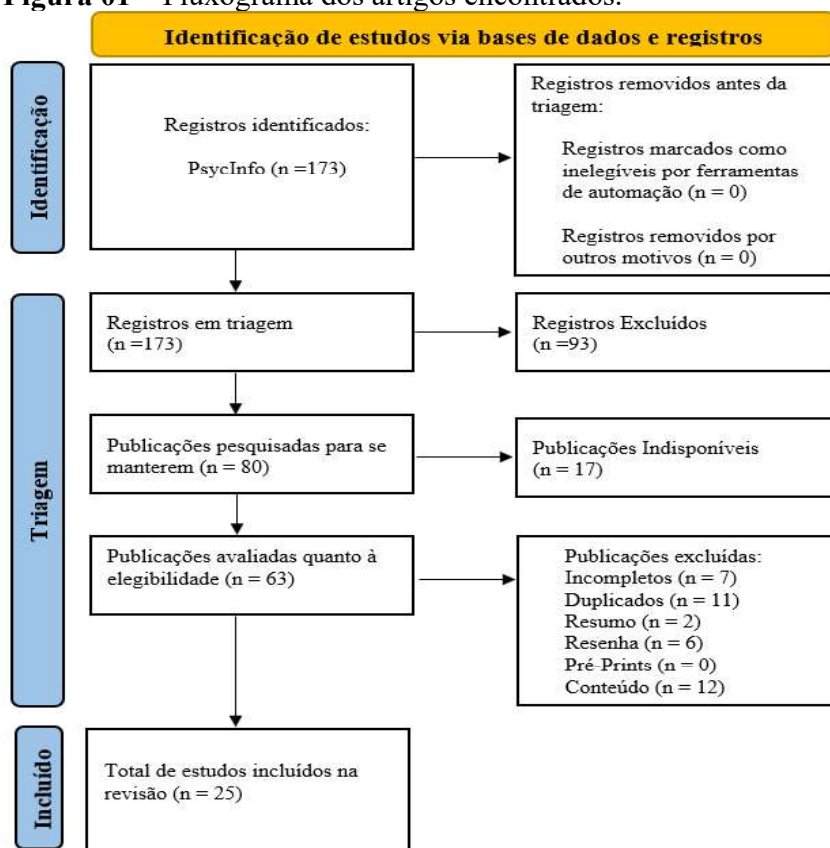 Figura 01 – Fluxograma dos artigos encontrados.
Identificação de estudos via bases de dados e registros
Identificação
Registros identificados:
PsycInfo (n =173)
Registros removidos antes da
triagem:
Registros marcados como
inelegíveis por ferramentas
de automação (n = 0)
Registros removidos por
outros motivos (n = 0)
Triagem
Registros em triagem
(n =173)
Registros Excluídos
(n =93)
Publicações pesquisadas para se
manterem (n = 80)
Publicações Indisponíveis
(n = 17)
Publicações avaliadas quanto à
elegibilidade (n = 63)
Publicações excluídas:
Incompletos (n = 7)
Duplicados (n = 11)
Resumo (n = 2)
Resenha (n = 6)
Pré-Prints (n = 0)
Conteúdo (n = 12)
Incluído
Total de estudos incluídos na
revisão (n = 25)